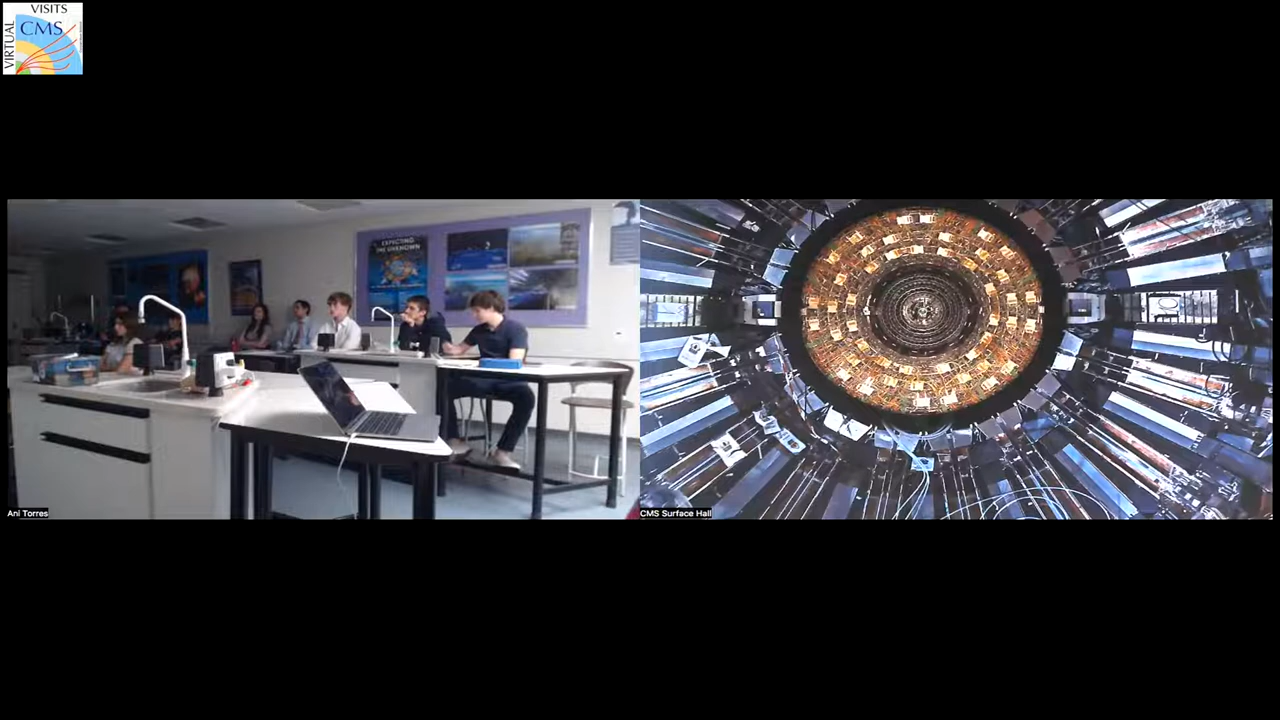 VISITS
CMS
VIRTUAL
EXPECTING
THE UNKNOWN
Ani Torres
CMS Surface Hall